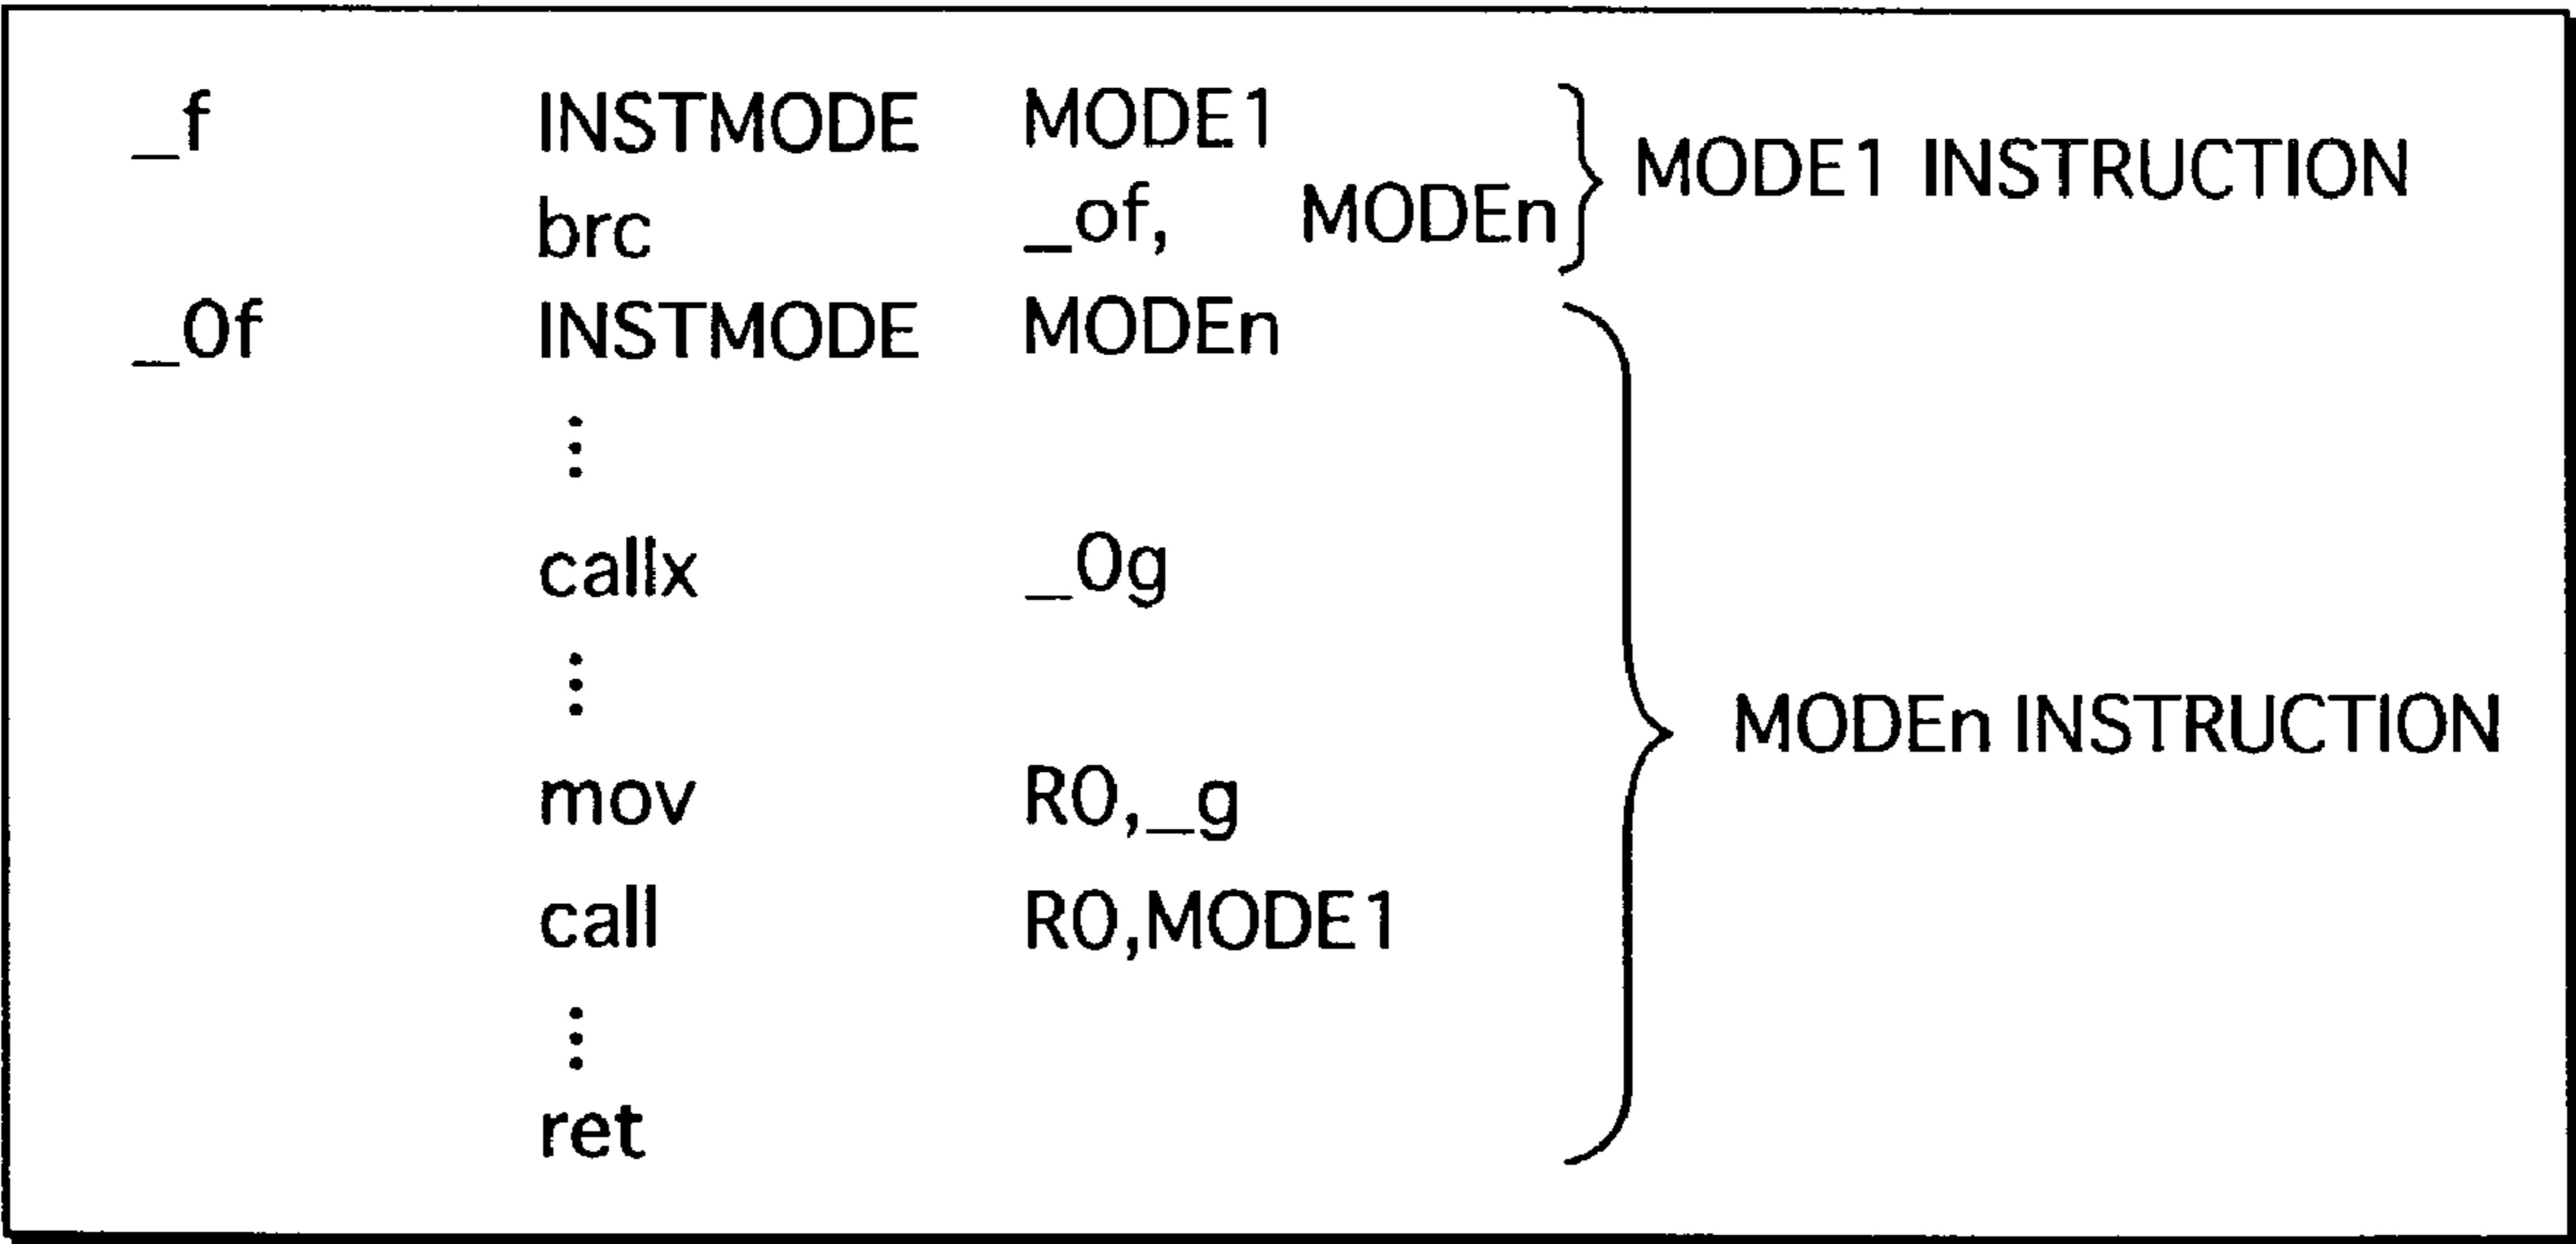 _f INSTMODE MODE1
brc _of, MODEn
MODE1 INSTRUCTION
_0f INSTMODE MODEn
⋮
callx _0g
⋮
mov R0,_g
MODEn INSTRUCTION
call R0,MODE1
⋮
ret